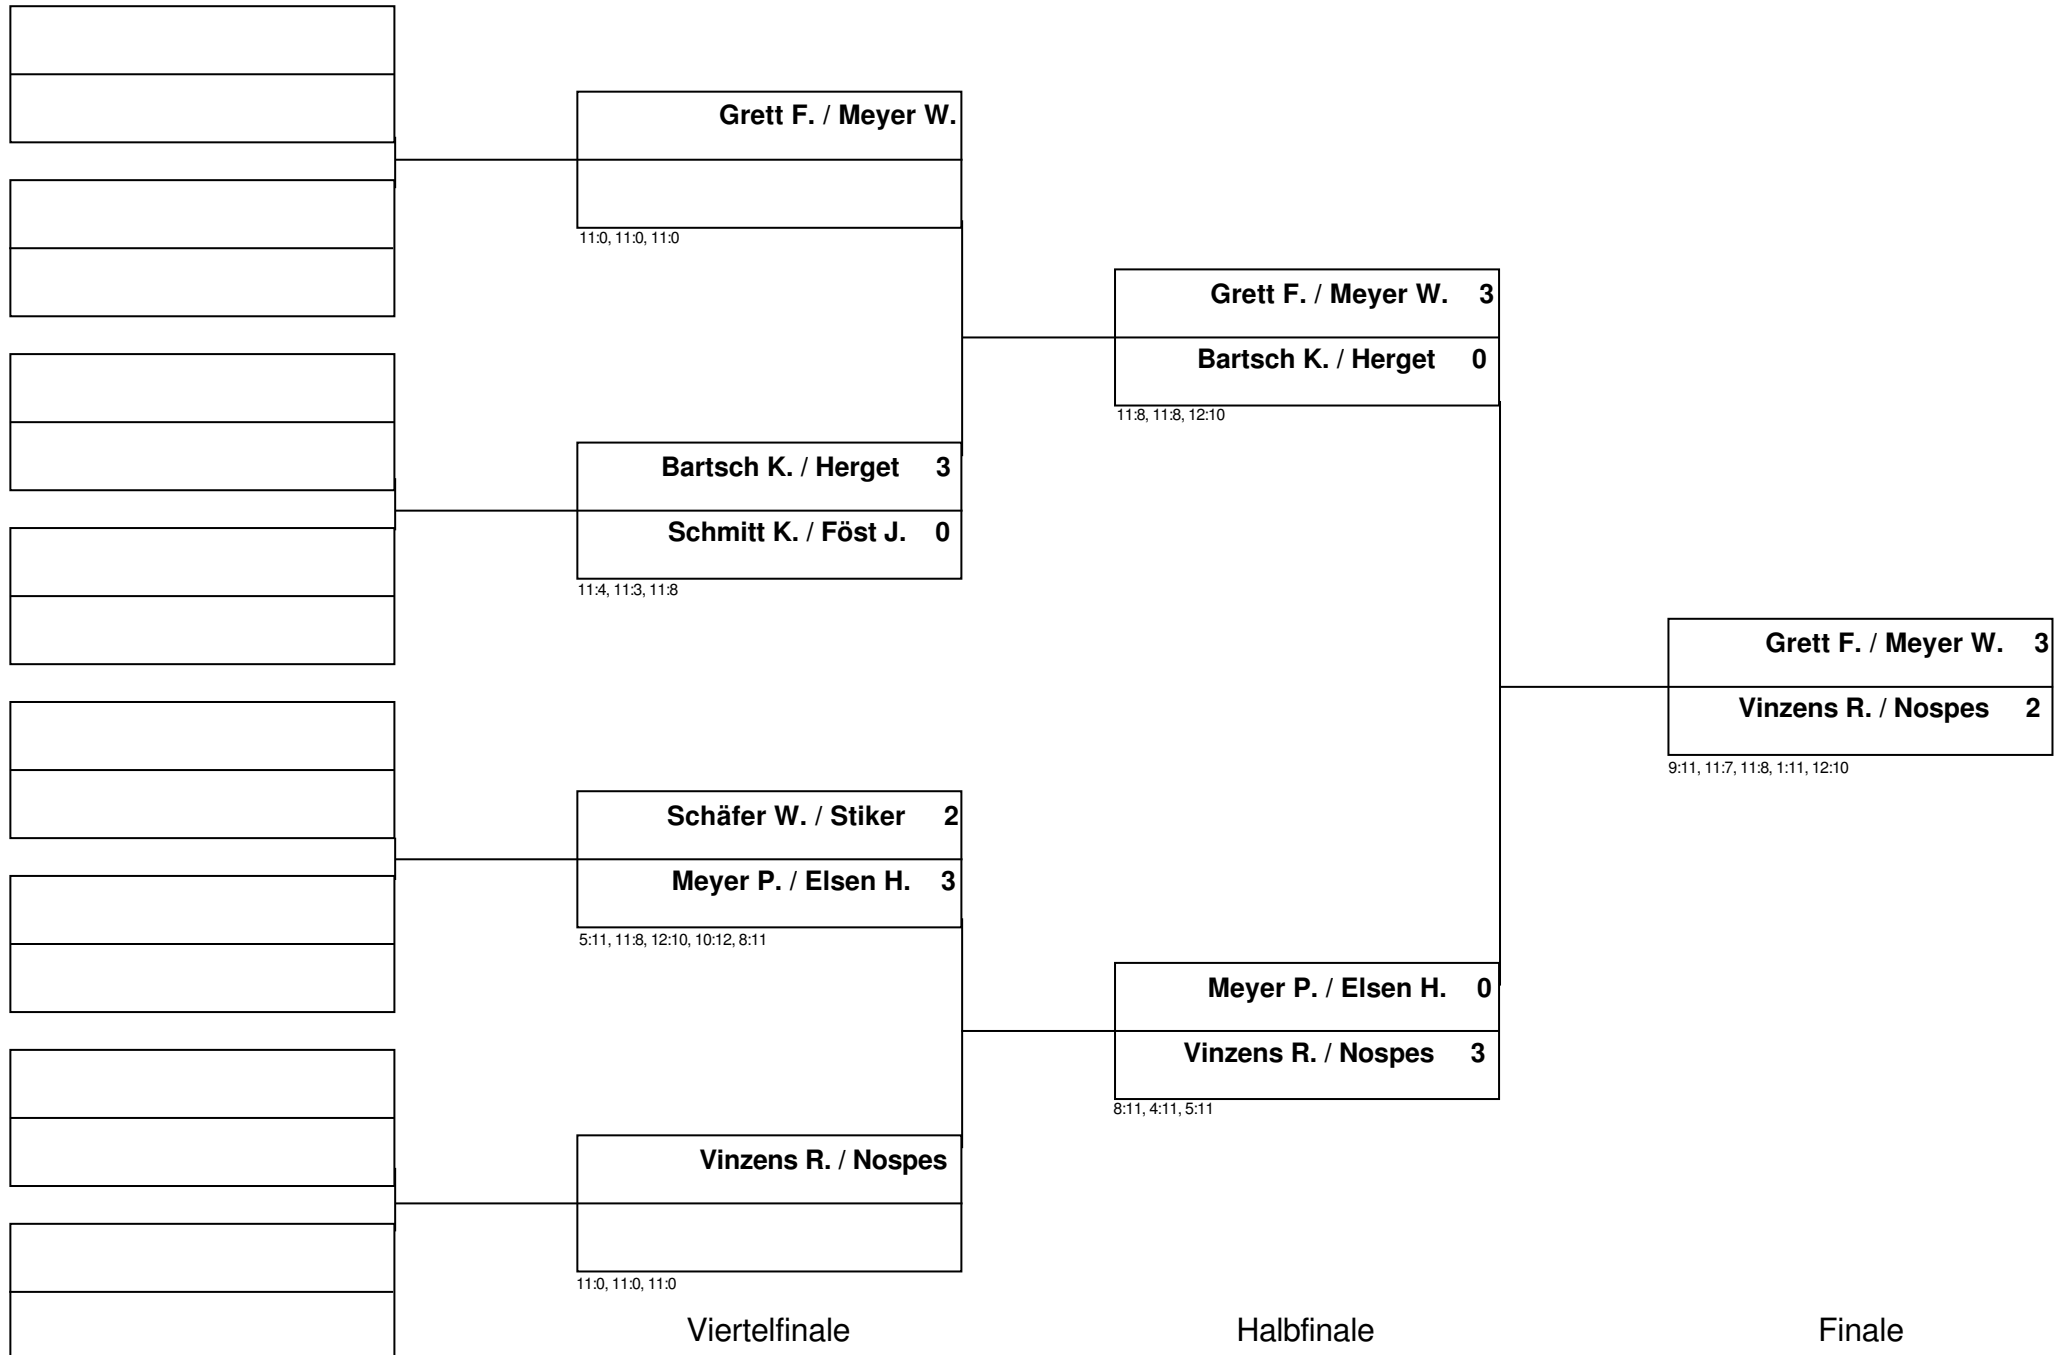 Grett F. / Meyer W.
11:0, 11:0, 11:0
Bartsch K. / Herget 3
Schmitt K. / Föst J. 0
11:4, 11:3, 11:8
Schäfer W. / Stiker 2
Meyer P. / Elsen H. 3
5:11, 11:8, 12:10, 10:12, 8:11
Vinzens R. / Nospes
11:0, 11:0, 11:0
Viertelfinale
Grett F. / Meyer W. 3
Bartsch K. / Herget 0
11:8, 11:8, 12:10
Meyer P. / Elsen H. 0
Vinzens R. / Nospes 3
8:11, 4:11, 5:11
Halbfinale
Grett F. / Meyer W. 3
Vinzens R. / Nospes 2
9:11, 11:7, 11:8, 1:11, 12:10
Finale